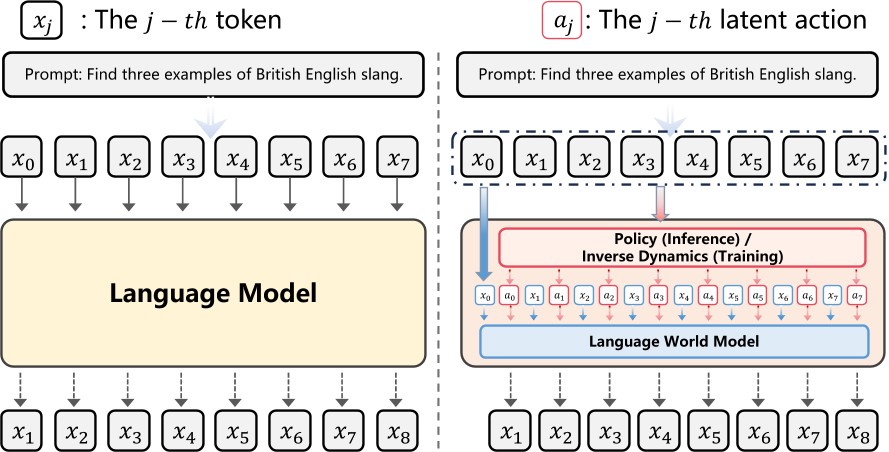 x_j : The j − th token
a_j : The j − th latent action
Prompt: Find three examples of British English slang.
x_0 x_1 x_2 x_3 x_4 x_5 x_6 x_7
Language Model
x_1 x_2 x_3 x_4 x_5 x_6 x_7 x_8
Prompt: Find three examples of British English slang.
x_0 x_1 x_2 x_3 x_4 x_5 x_6 x_7
Policy (Inference) /
Inverse Dynamics (Training)
x_0 a_0 x_1 a_1 x_2 a_2 x_3 a_3 x_4 a_4 x_5 a_5 x_6 a_6 x_7 a_7
Language World Model
x_1 x_2 x_3 x_4 x_5 x_6 x_7 x_8